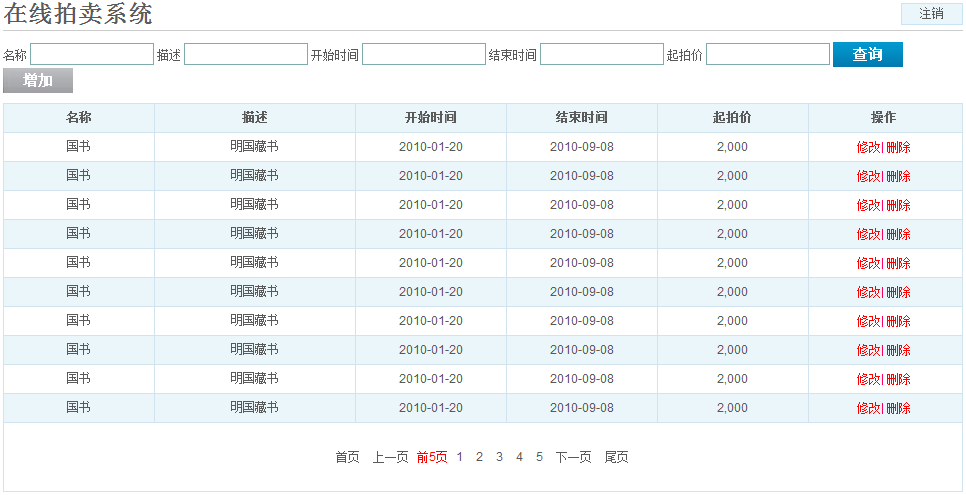 在线拍卖系统 注销
名称 描述 开始时间 结束时间 起拍价 查询
增加
名称 描述 开始时间 结束时间 起拍价 操作
国书 明国藏书 2010-01-20 2010-09-08 2,000 修改| 删除
国书 明国藏书 2010-01-20 2010-09-08 2,000 修改| 删除
国书 明国藏书 2010-01-20 2010-09-08 2,000 修改| 删除
国书 明国藏书 2010-01-20 2010-09-08 2,000 修改| 删除
国书 明国藏书 2010-01-20 2010-09-08 2,000 修改| 删除
国书 明国藏书 2010-01-20 2010-09-08 2,000 修改| 删除
国书 明国藏书 2010-01-20 2010-09-08 2,000 修改| 删除
国书 明国藏书 2010-01-20 2010-09-08 2,000 修改| 删除
国书 明国藏书 2010-01-20 2010-09-08 2,000 修改| 删除
国书 明国藏书 2010-01-20 2010-09-08 2,000 修改| 删除
首页 上一页 前5页 1 2 3 4 5 下一页 尾页